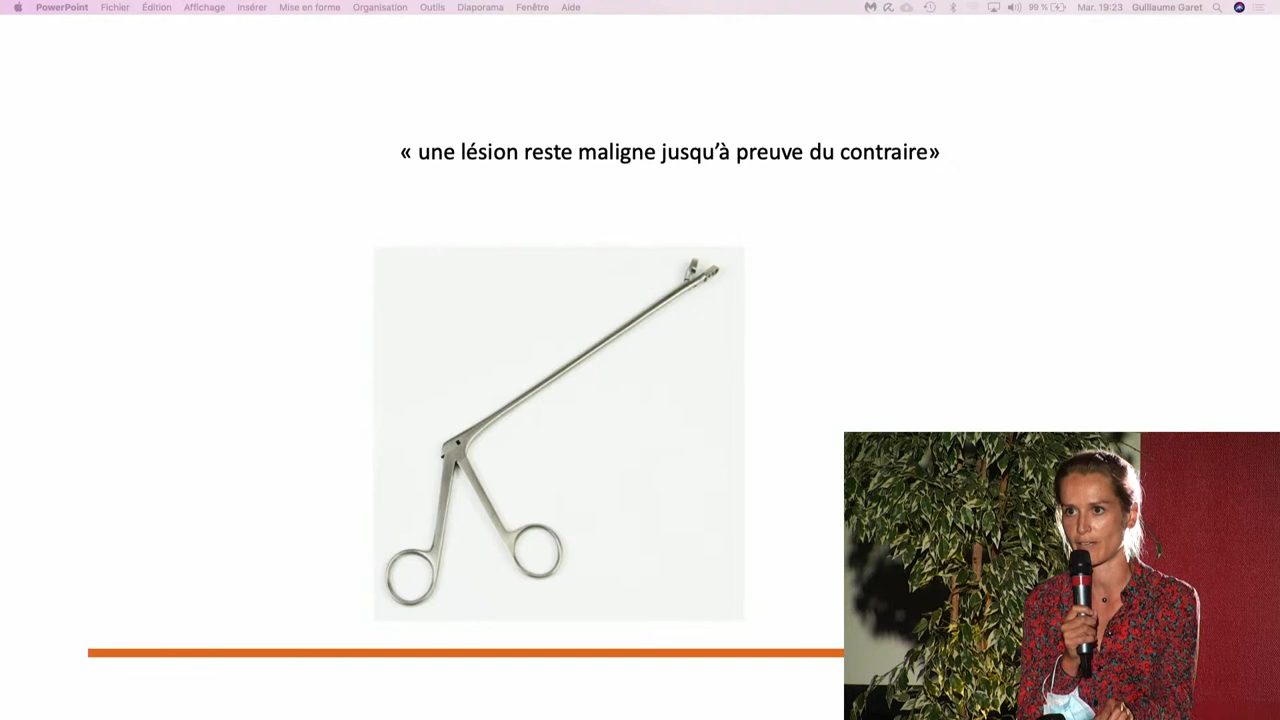 PowerPoint Fichier Édition Affichage Insérer Mise en forme Organisation Outils Diaporama Fenêtre Aide 99 % Mar. 19:23 Guillaume Garet
« une lésion reste maligne jusqu’à preuve du contraire»